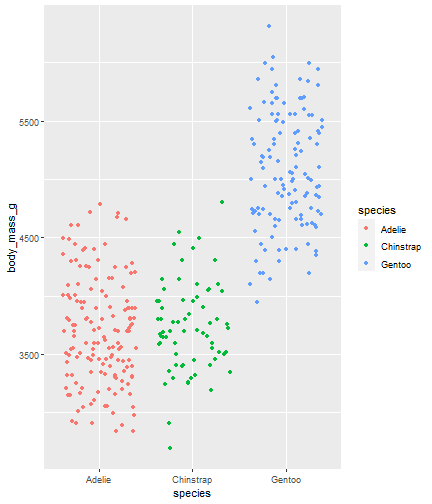 body_mass_g
5500
4500
3500
Adelie
Chinstrap
Gentoo
species
species
Adelie
Chinstrap
Gentoo